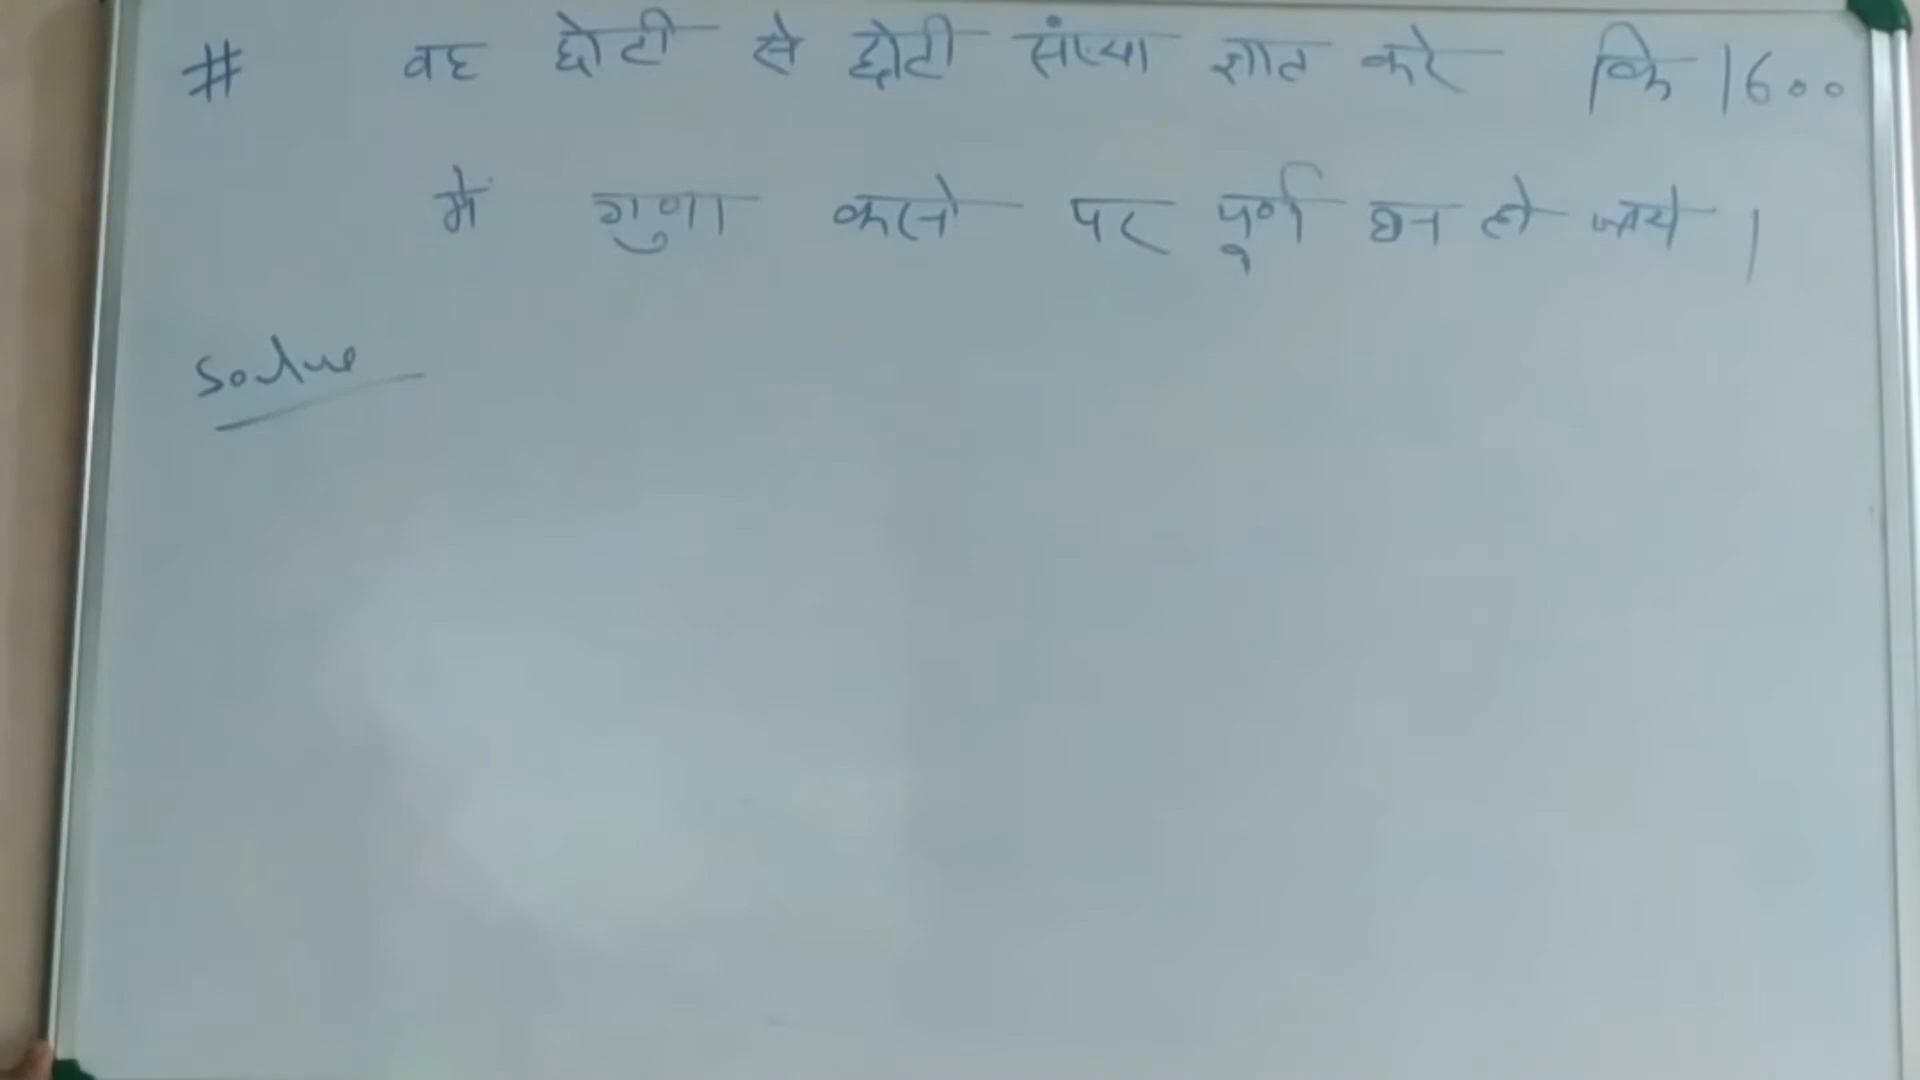 # वह छोटी से छोटी संख्या ज्ञात करे कि 1600
में गुणा करने पर पूर्ण घन हो जाये |
Solve